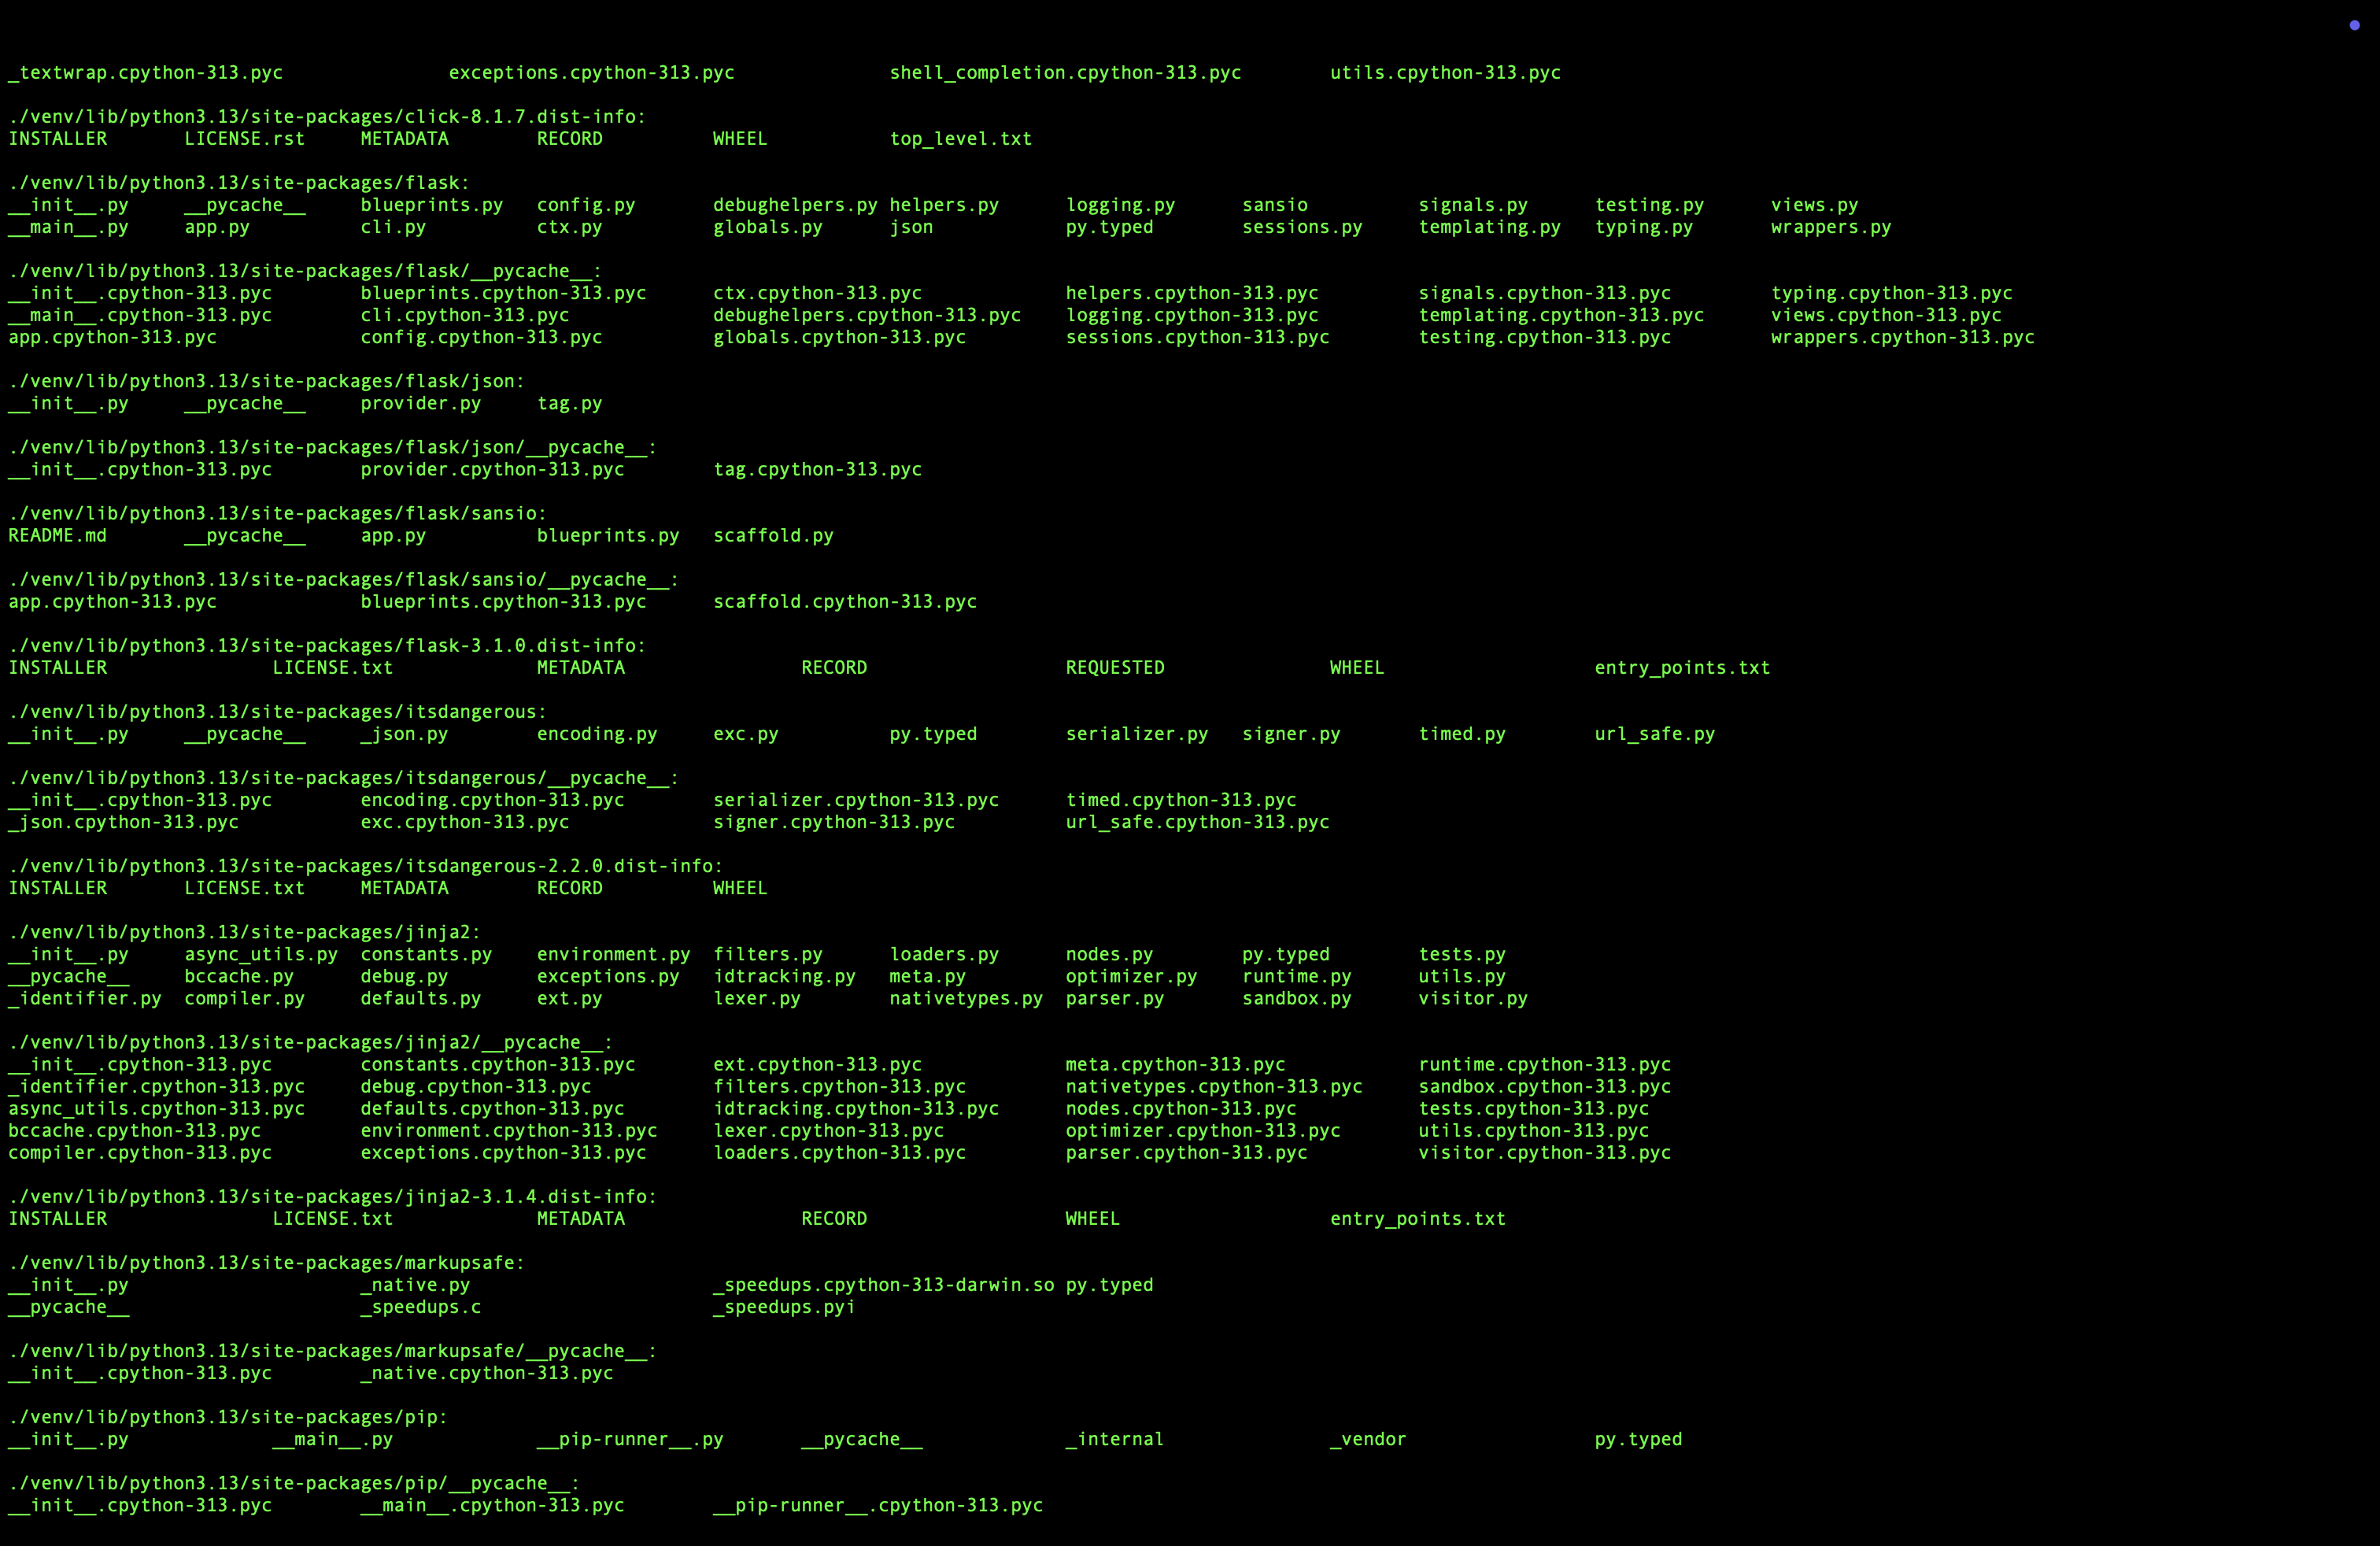 _textwrap.cpython-313.pyc exceptions.cpython-313.pyc shell_completion.cpython-313.pyc utils.cpython-313.pyc
./venv/lib/python3.13/site-packages/click-8.1.7.dist-info:
INSTALLER LICENSE.rst METADATA RECORD WHEEL top_level.txt
./venv/lib/python3.13/site-packages/flask:
__init__.py __pycache__ blueprints.py config.py debughelpers.py helpers.py logging.py sansio signals.py testing.py views.py
__main__.py app.py cli.py ctx.py globals.py json py.typed sessions.py templating.py typing.py wrappers.py
./venv/lib/python3.13/site-packages/flask/__pycache__:
__init__.cpython-313.pyc blueprints.cpython-313.pyc ctx.cpython-313.pyc helpers.cpython-313.pyc signals.cpython-313.pyc typing.cpython-313.pyc
__main__.cpython-313.pyc cli.cpython-313.pyc debughelpers.cpython-313.pyc logging.cpython-313.pyc templating.cpython-313.pyc views.cpython-313.pyc
app.cpython-313.pyc config.cpython-313.pyc globals.cpython-313.pyc sessions.cpython-313.pyc testing.cpython-313.pyc wrappers.cpython-313.pyc
./venv/lib/python3.13/site-packages/flask/json:
__init__.py __pycache__ provider.py tag.py
./venv/lib/python3.13/site-packages/flask/json/__pycache__:
__init__.cpython-313.pyc provider.cpython-313.pyc tag.cpython-313.pyc
./venv/lib/python3.13/site-packages/flask/sansio:
README.md __pycache__ app.py blueprints.py scaffold.py
./venv/lib/python3.13/site-packages/flask/sansio/__pycache__:
app.cpython-313.pyc blueprints.cpython-313.pyc scaffold.cpython-313.pyc
./venv/lib/python3.13/site-packages/flask-3.1.0.dist-info:
INSTALLER LICENSE.txt METADATA RECORD REQUESTED WHEEL entry_points.txt
./venv/lib/python3.13/site-packages/itsdangerous:
__init__.py __pycache__ _json.py encoding.py exc.py py.typed serializer.py signer.py timed.py url_safe.py
./venv/lib/python3.13/site-packages/itsdangerous/__pycache__:
__init__.cpython-313.pyc encoding.cpython-313.pyc serializer.cpython-313.pyc timed.cpython-313.pyc
_json.cpython-313.pyc exc.cpython-313.pyc signer.cpython-313.pyc url_safe.cpython-313.pyc
./venv/lib/python3.13/site-packages/itsdangerous-2.2.0.dist-info:
INSTALLER LICENSE.txt METADATA RECORD WHEEL
./venv/lib/python3.13/site-packages/jinja2:
__init__.py async_utils.py constants.py environment.py filters.py loaders.py nodes.py py.typed tests.py
__pycache__ bccache.py debug.py exceptions.py idtracking.py meta.py optimizer.py runtime.py utils.py
_identifier.py compiler.py defaults.py ext.py lexer.py nativetypes.py parser.py sandbox.py visitor.py
./venv/lib/python3.13/site-packages/jinja2/__pycache__:
__init__.cpython-313.pyc constants.cpython-313.pyc ext.cpython-313.pyc meta.cpython-313.pyc runtime.cpython-313.pyc
_identifier.cpython-313.pyc debug.cpython-313.pyc filters.cpython-313.pyc nativetypes.cpython-313.pyc sandbox.cpython-313.pyc
async_utils.cpython-313.pyc defaults.cpython-313.pyc idtracking.cpython-313.pyc nodes.cpython-313.pyc tests.cpython-313.pyc
bccache.cpython-313.pyc environment.cpython-313.pyc lexer.cpython-313.pyc optimizer.cpython-313.pyc utils.cpython-313.pyc
compiler.cpython-313.pyc exceptions.cpython-313.pyc loaders.cpython-313.pyc parser.cpython-313.pyc visitor.cpython-313.pyc
./venv/lib/python3.13/site-packages/jinja2-3.1.4.dist-info:
INSTALLER LICENSE.txt METADATA RECORD WHEEL entry_points.txt
./venv/lib/python3.13/site-packages/markupsafe:
__init__.py _native.py _speedups.cpython-313-darwin.so py.typed
__pycache__ _speedups.c _speedups.pyi
./venv/lib/python3.13/site-packages/markupsafe/__pycache__:
__init__.cpython-313.pyc _native.cpython-313.pyc
./venv/lib/python3.13/site-packages/pip:
__init__.py __main__.py __pip-runner__.py __pycache__ _internal _vendor py.typed
./venv/lib/python3.13/site-packages/pip/__pycache__:
__init__.cpython-313.pyc __main__.cpython-313.pyc __pip-runner__.cpython-313.pyc